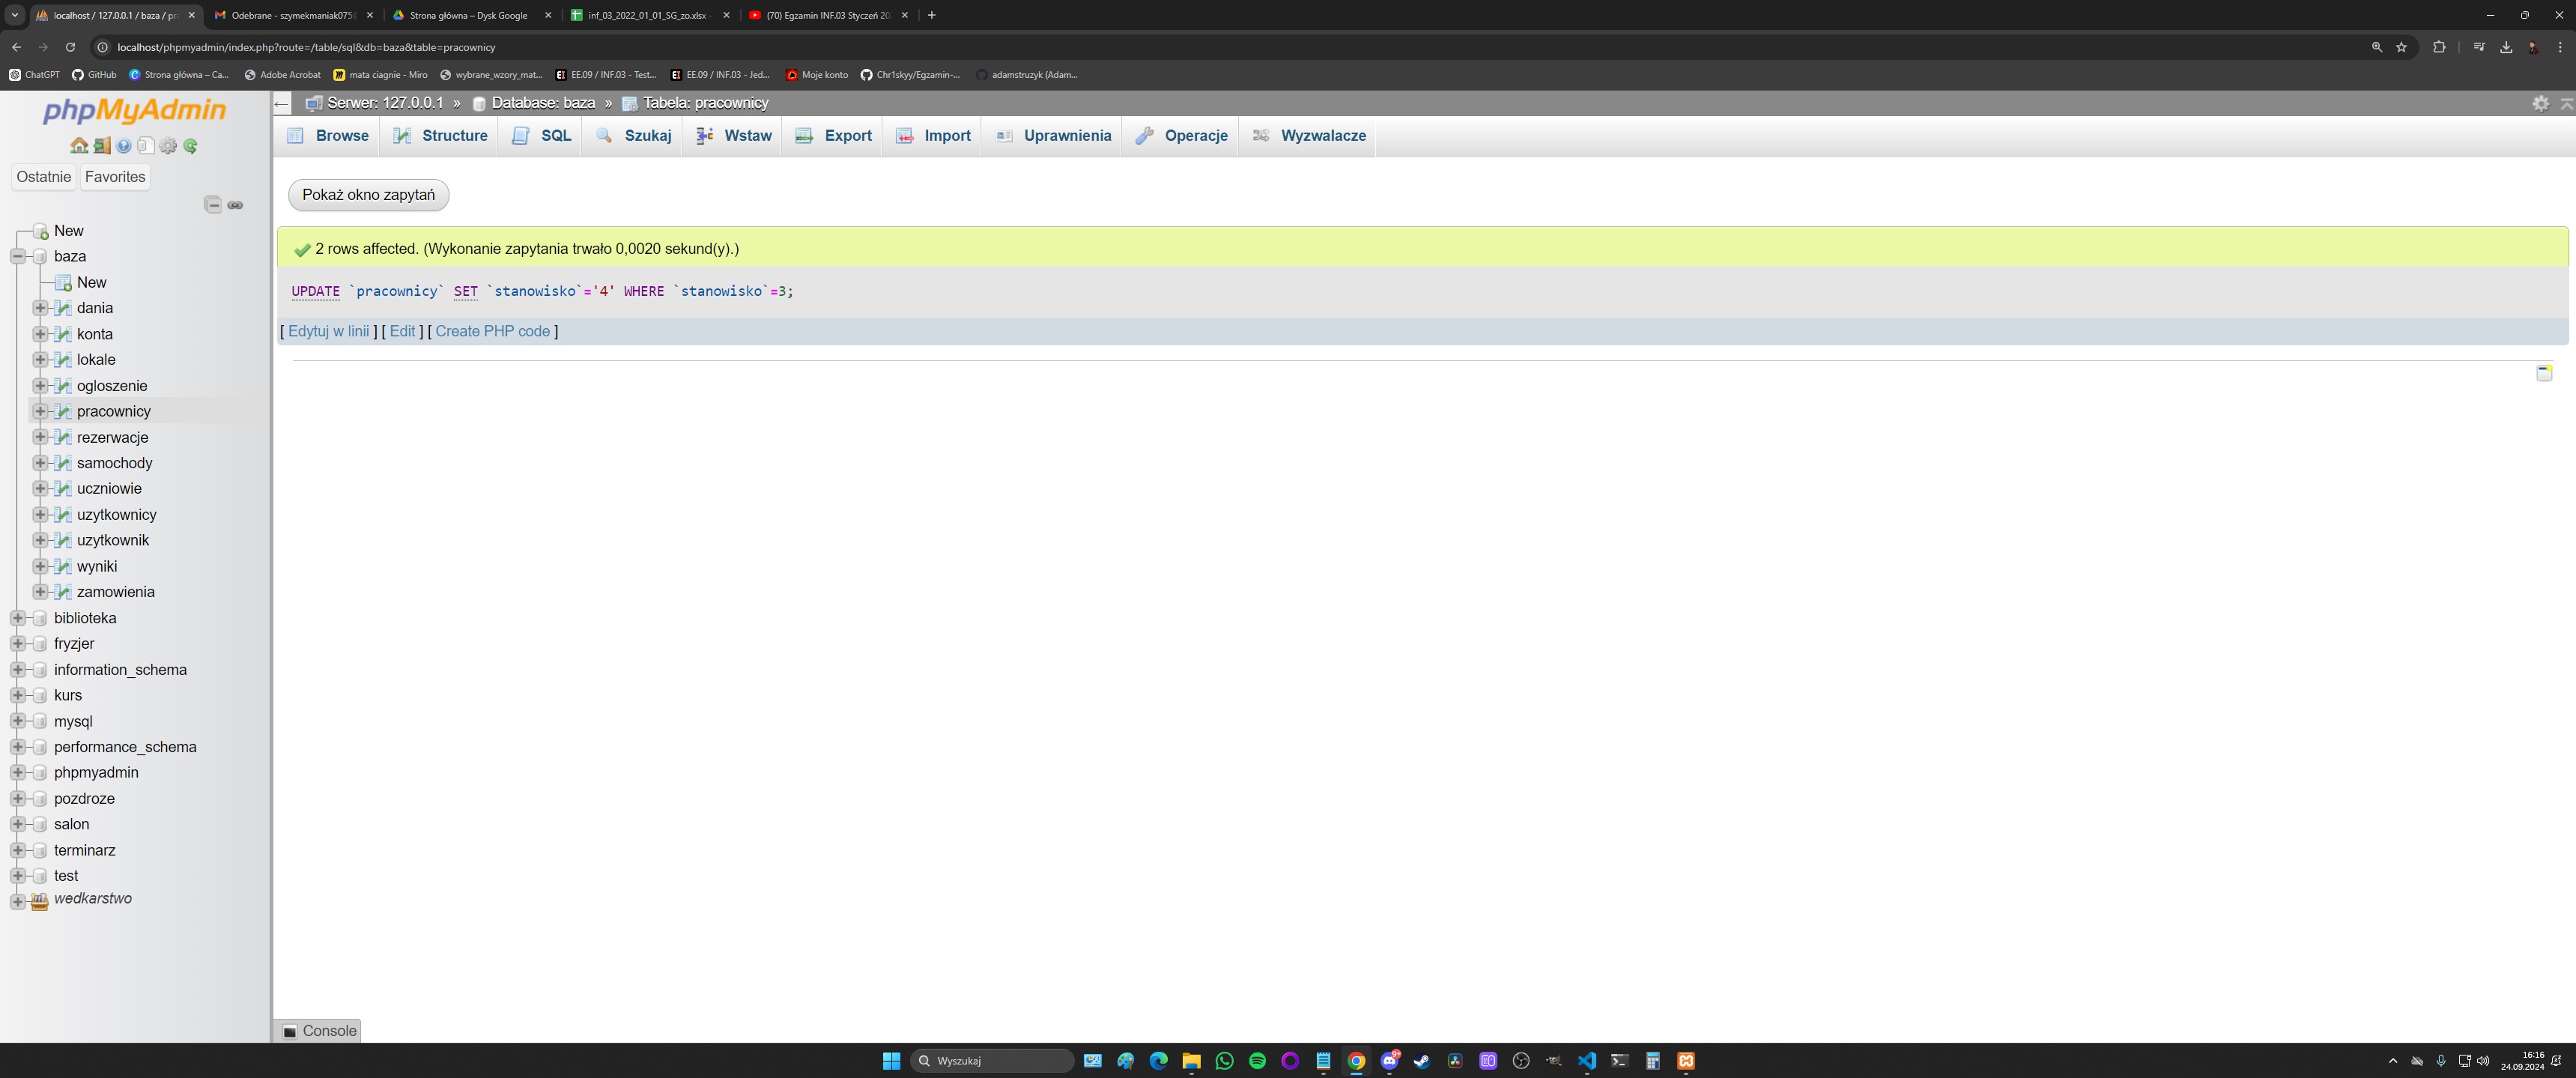 localhost / 127.0.0.1 / baza / pr
Odebrane - szymekmaniak075
Strona główna – Dysk Google
inf_03_2022_01_01_SG_zo.xlsx -
(70) Egzamin INF.03 Styczeń 20
localhost/phpmyadmin/index.php?route=/table/sql&db=baza&table=pracownicy
ChatGPT
GitHub
Strona główna – Ca...
Adobe Acrobat
mata ciagnie - Miro
wybrane_wzory_mat...
EE.09 / INF.03 - Test...
EE.09 / INF.03 - Jed...
Moje konto
Chr1skyy/Egzamin-...
adamstruzyk (Adam...
phpMyAdmin
Ostatnie Favorites
New
baza
New
dania
konta
lokale
ogloszenie
pracownicy
rezerwacje
samochody
uczniowie
uzytkownicy
uzytkownik
wyniki
zamowienia
biblioteka
fryzjer
information_schema
kurs
mysql
performance_schema
phpmyadmin
pozdroze
salon
terminarz
test
wedkarstwo
Serwer: 127.0.0.1 » Database: baza » Tabela: pracownicy
Browse Structure SQL Szukaj Wstaw Export Import Uprawnienia Operacje Wyzwalacze
Pokaż okno zapytań
2 rows affected. (Wykonanie zapytania trwało 0,0020 sekund(y).)
UPDATE `pracownicy` SET `stanowisko`='4' WHERE `stanowisko`=3;
[ Edytuj w linii ] [ Edit ] [ Create PHP code ]
Console
Wyszukaj
9+
16:16
24.09.2024